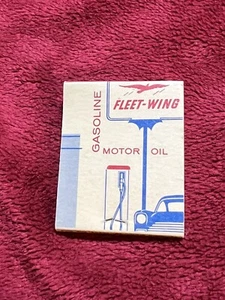 FLEET-WING
GASOLINE
MOTOR OIL